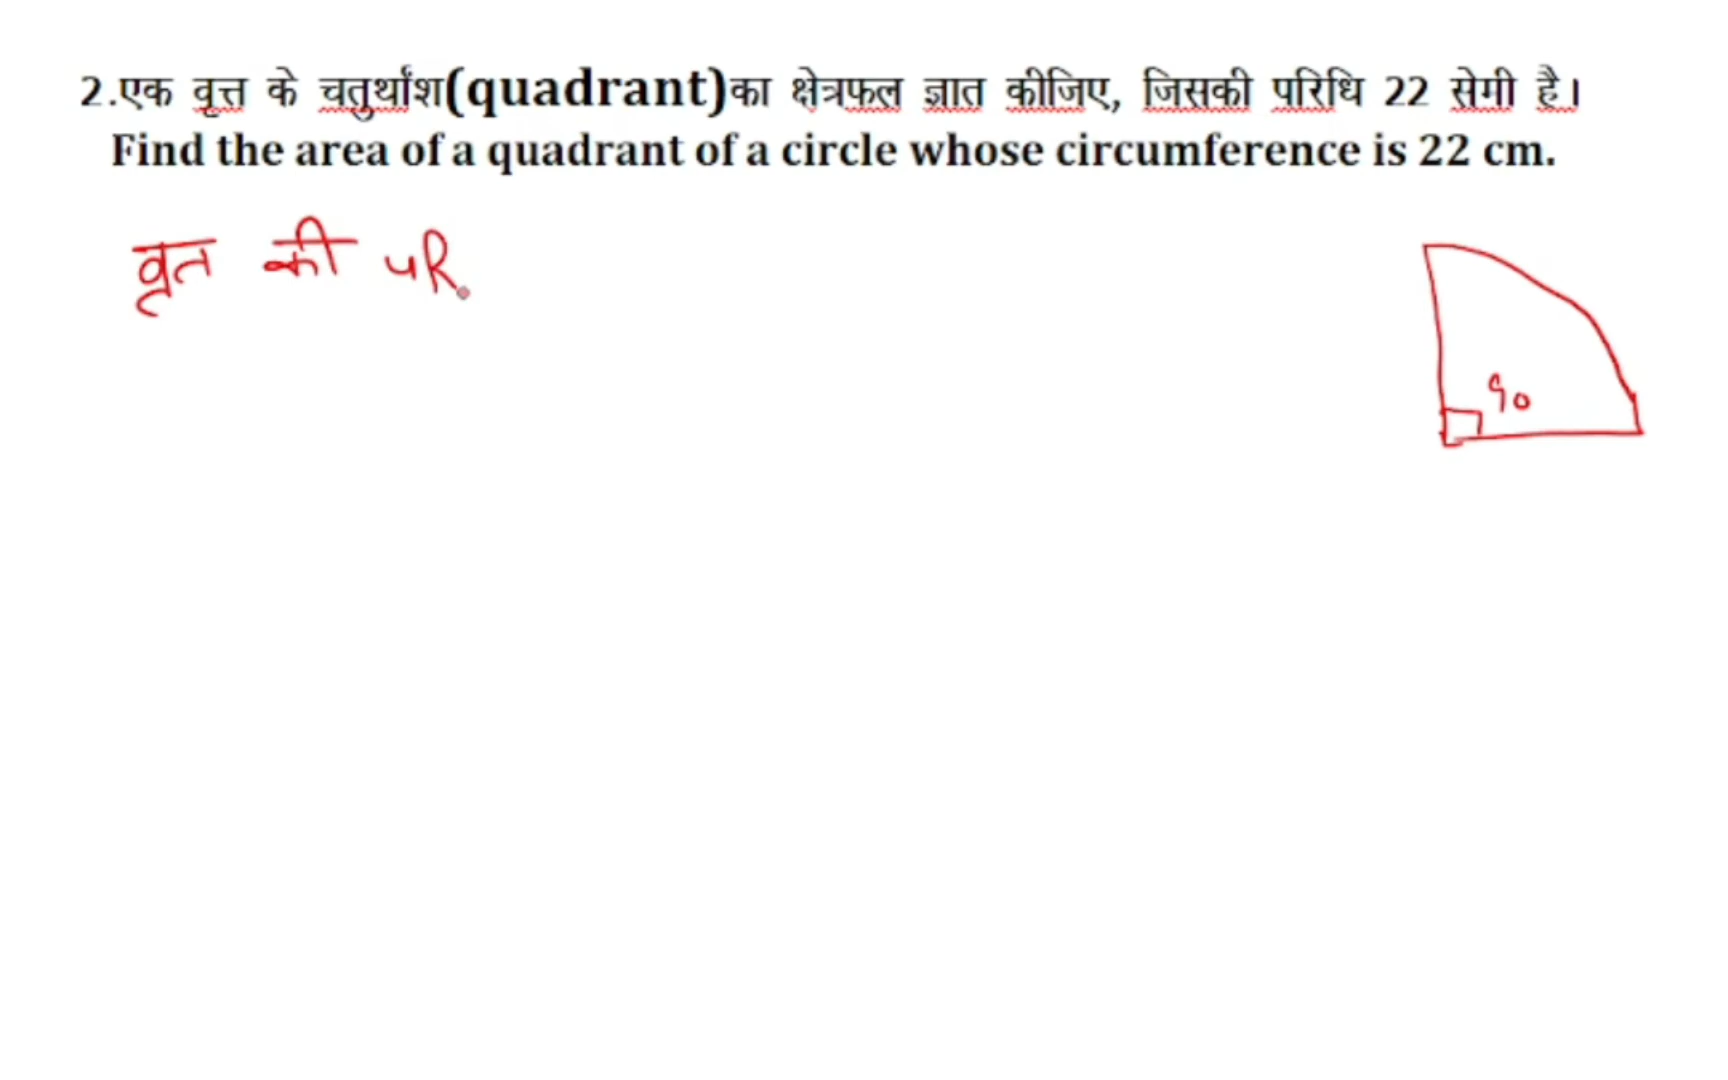 2.एक वृत्त के चतुर्थांश(quadrant)का क्षेत्रफल ज्ञात कीजिए, जिसकी परिधि 22 सेमी है।
Find the area of a quadrant of a circle whose circumference is 22 cm.
वृत की परि
90